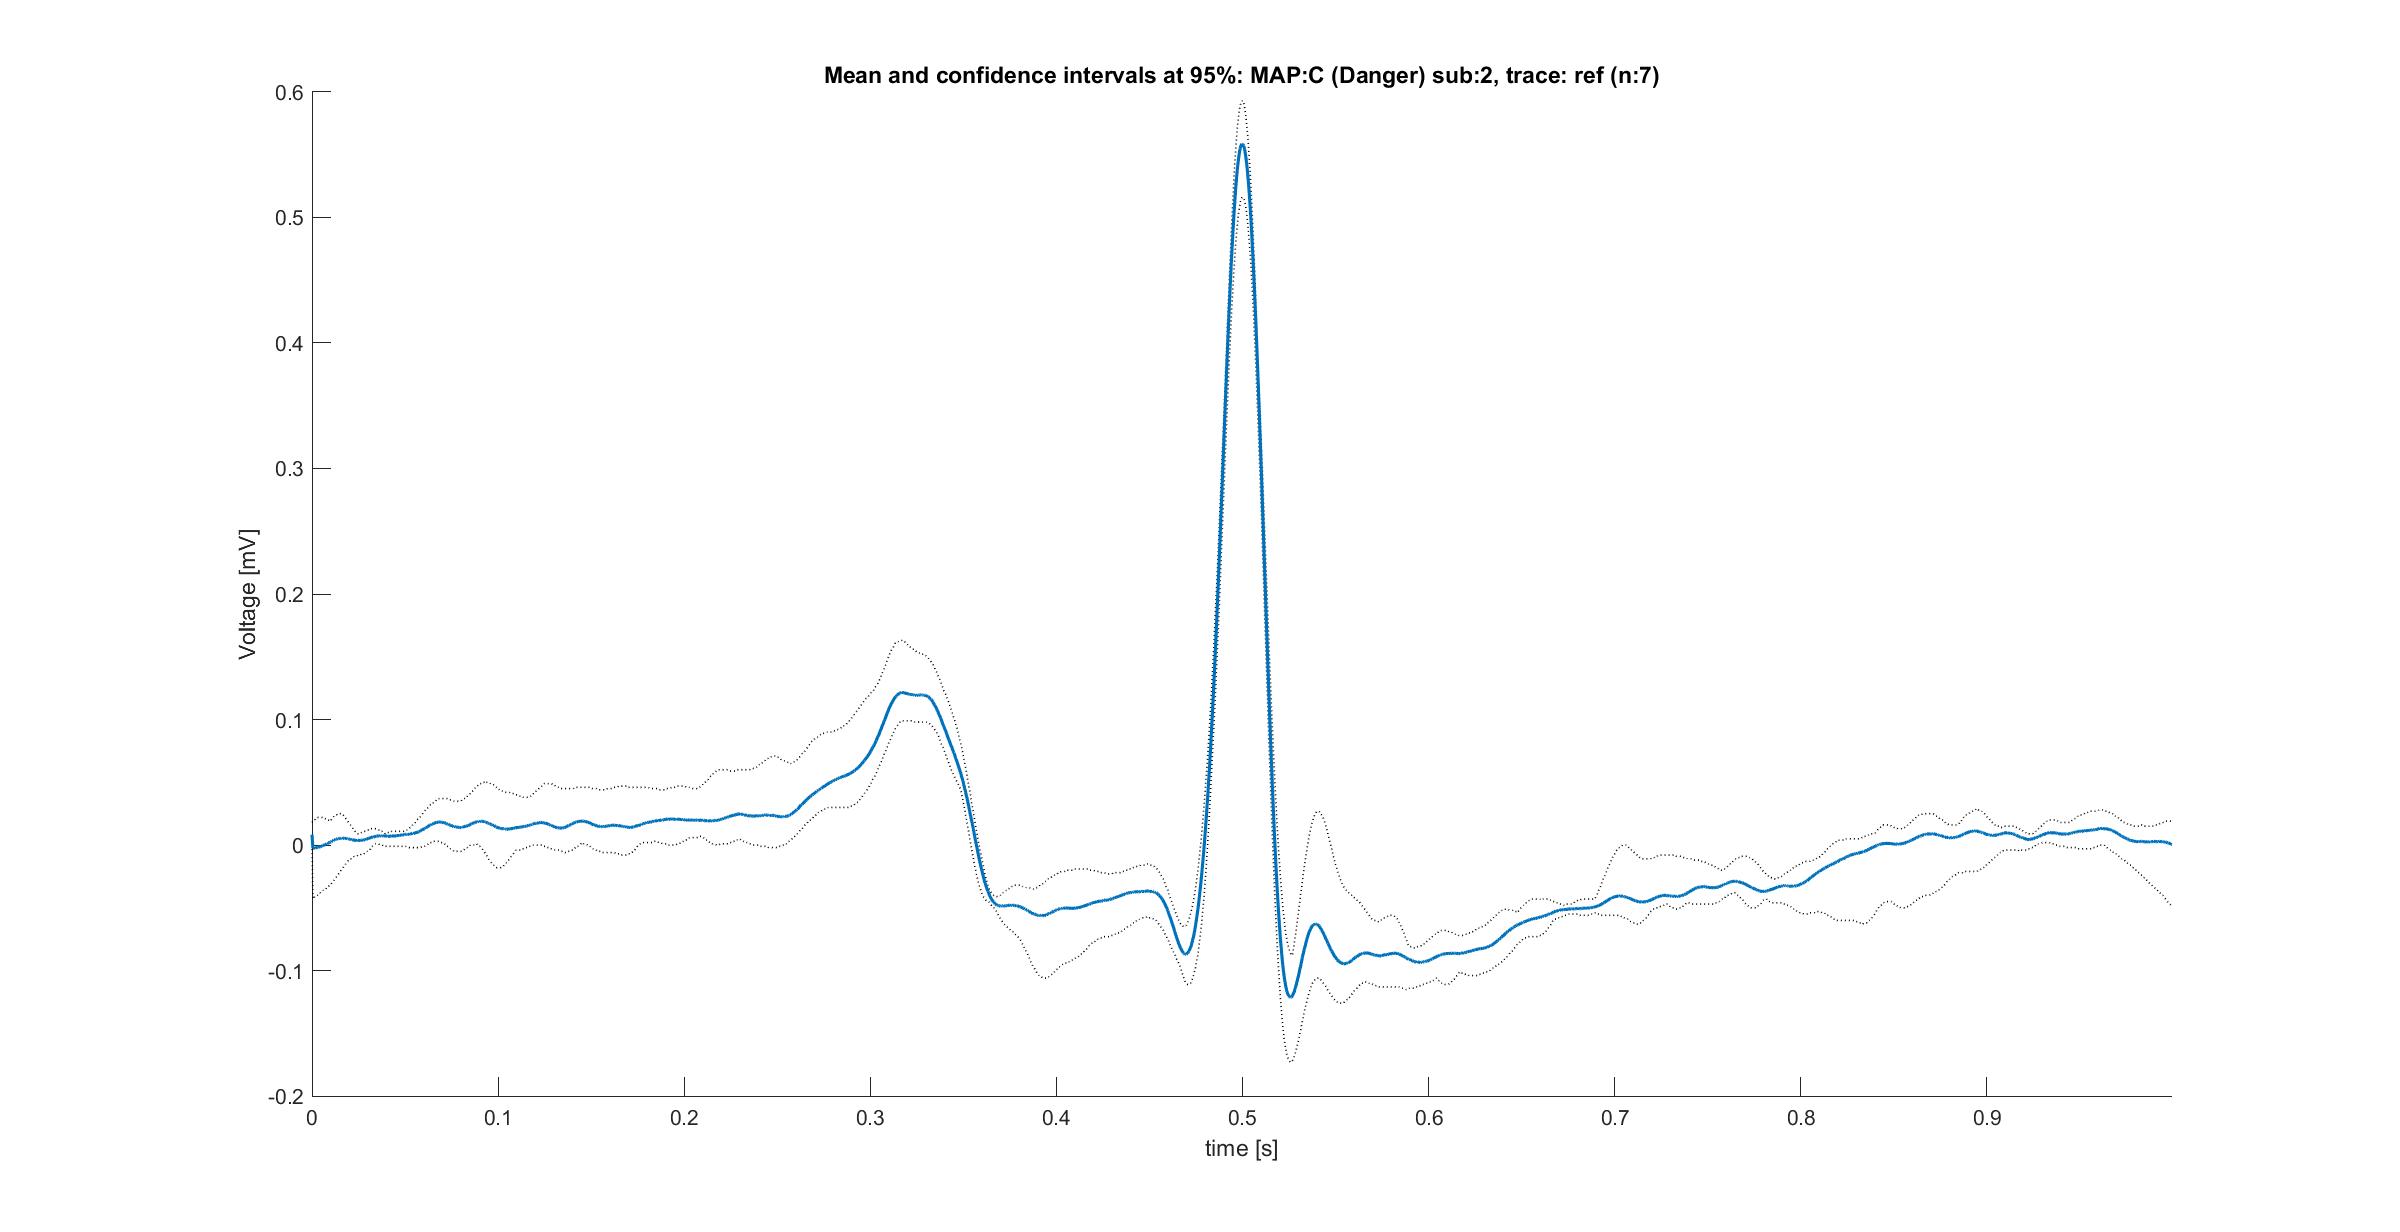 Mean and confidence intervals at 95%: MAP:C (Danger) sub:2, trace: ref (n:7)
0.6
0.5
0.4
0.3
0.2
0.1
0
-0.1
-0.2
Voltage [mV]
0 0.1 0.2 0.3 0.4 0.5 0.6 0.7 0.8 0.9
time [s]